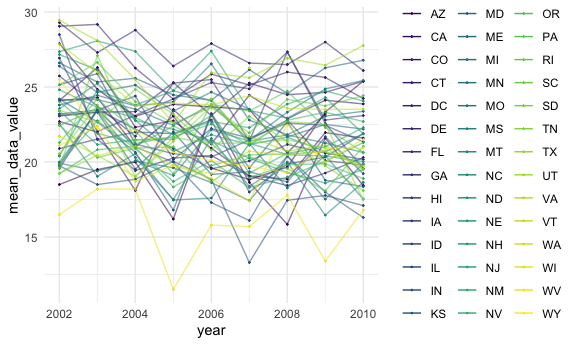 30
25
20
15
mean_data_value
2002 2004 2006 2008 2010
year
AZ MD OR
CA ME PA
CO MI RI
CT MN SC
DC MO SD
DE MS TN
FL MT TX
GA NC UT
HI ND VA
IA NE VT
ID NH WA
IL NJ WI
IN NM WV
KS NV WY